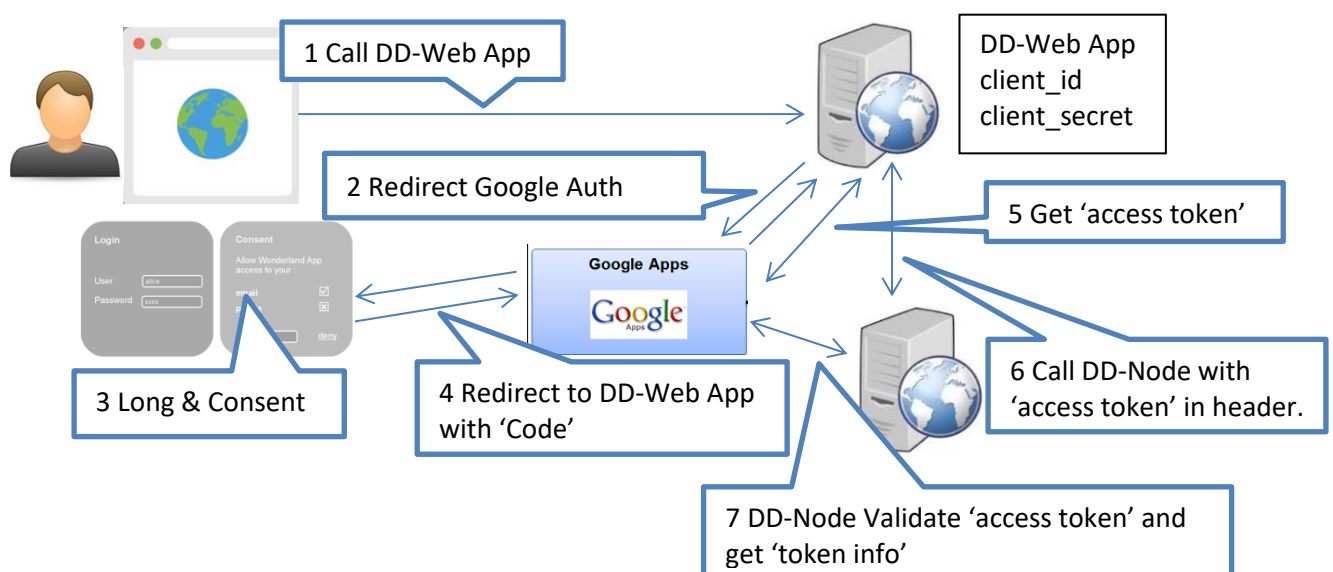 1 Call DD-Web App
DD-Web App
client_id
client_secret
2 Redirect Google Auth
5 Get ‘access token’
Login
User
alice
Password
xxxx
Consent
Allow Wonderland App
access to your :
email
deny
Google Apps
Google
Apps
3 Long & Consent
4 Redirect to DD-Web App
with ‘Code’
6 Call DD-Node with
‘access token’ in header.
7 DD-Node Validate ‘access token’ and
get ‘token info’